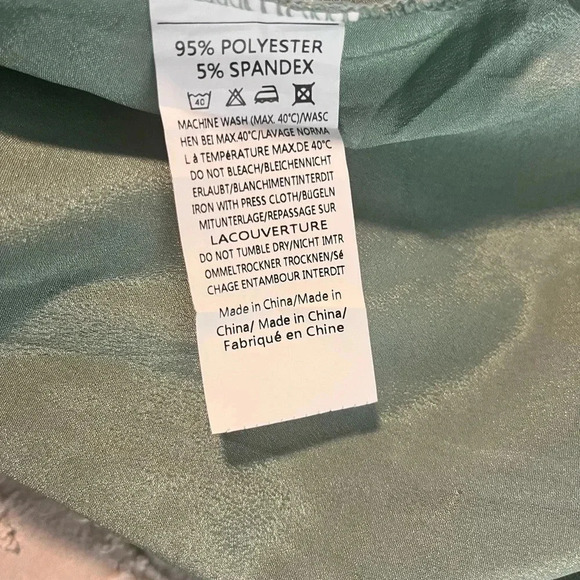 95% POLYESTER
5% SPANDEX
40
MACHINE WASH (MAX. 40°C)/WASC
HEN BEI MAX.40°C/LAVAGE NORMA
L à TEMPéRATURE MAX.DE 40°C
DO NOT BLEACH/BLEICHENNICHT
ERLAUBT/BLANCHIMENTINTERDIT
IRON WITH PRESS CLOTH/BüGELN
MITUNTERLAGE/REPASSAGE SUR
LACOUVERTURE
DO NOT TUMBLE DRY/NICHT IMTR
OMMELTROCKNER TROCKNEN/Sé
CHAGE ENTAMBOUR INTERDIT
Made in China/Made in
China/ Made in China/
Fabriqué en Chine